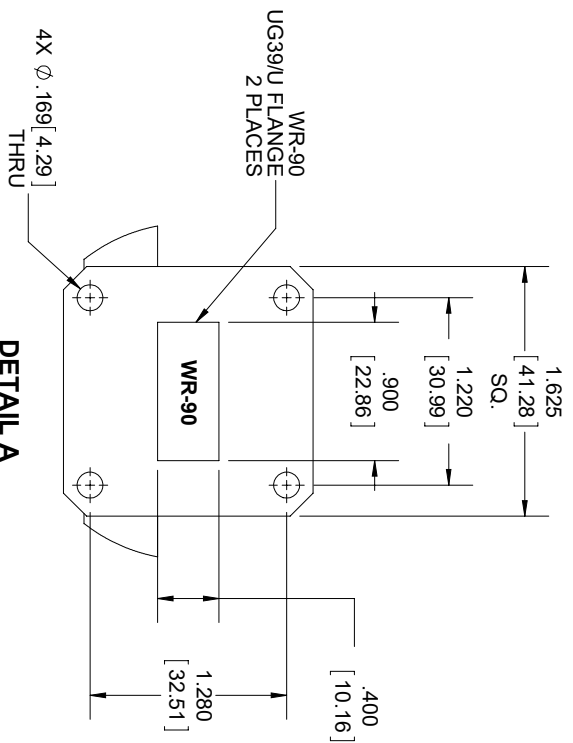 1.625
[41.28]
SQ.
1.220
[30.99]
.900
[22.86]
WR-90
UG39/U FLANGE
2 PLACES
4X Ø .169[4.29]
THRU
WR-90
.400
[10.16]
1.280
[32.51]
DETAIL A